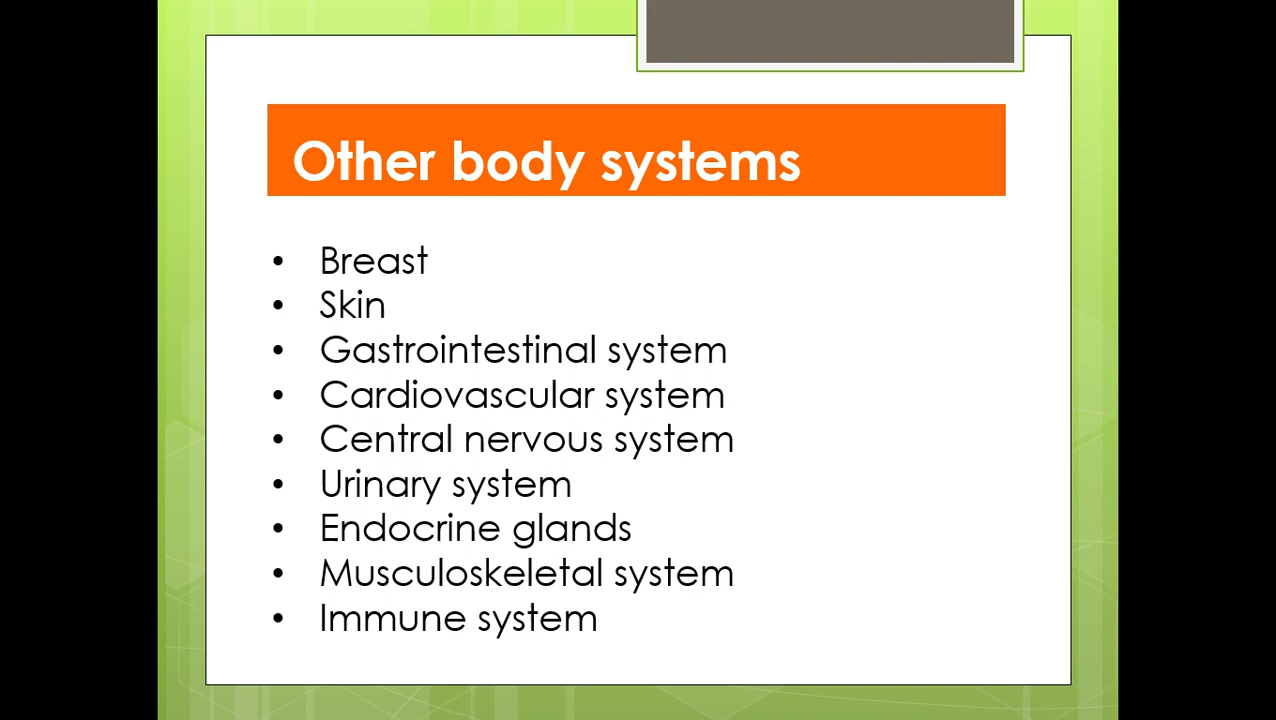 Other body systems
• Breast
• Skin
• Gastrointestinal system
• Cardiovascular system
• Central nervous system
• Urinary system
• Endocrine glands
• Musculoskeletal system
• Immune system